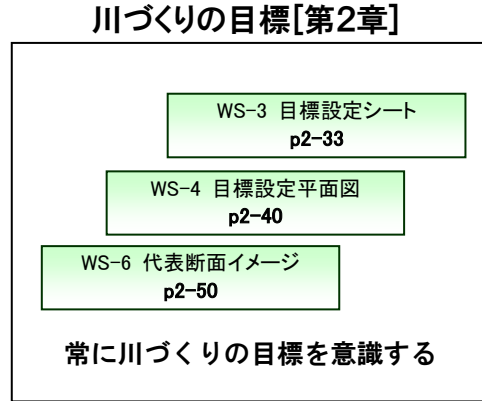 川づくりの目標[第2章]
WS-3 目標設定シート
p2-33
WS-4 目標設定平面図
p2-40
WS-6 代表断面イメージ
p2-50
常に川づくりの目標を意識する